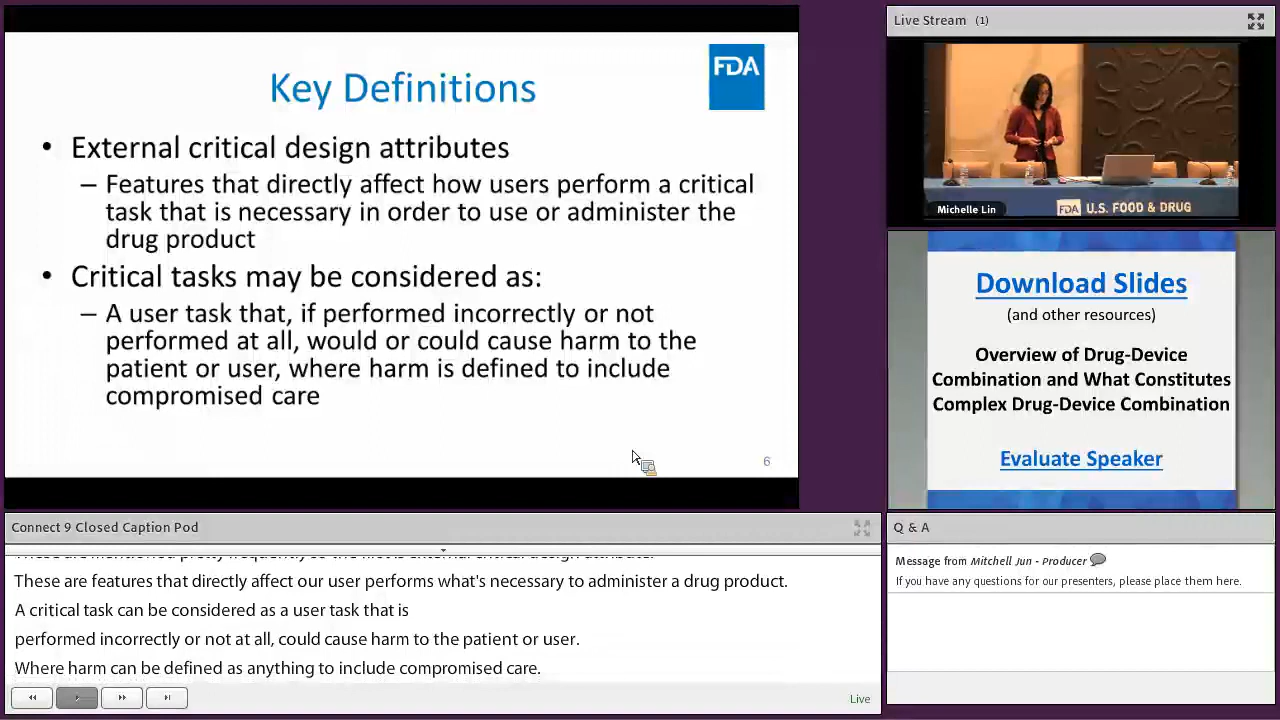 FDA
Key Definitions
• External critical design attributes
– Features that directly affect how users perform a critical
task that is necessary in order to use or administer the
drug product
• Critical tasks may be considered as:
– A user task that, if performed incorrectly or not
performed at all, would or could cause harm to the
patient or user, where harm is defined to include
compromised care
6
Live Stream (1)
Michelle Lin
FDA U.S. FOOD & DRUG
Download Slides
(and other resources)
Overview of Drug-Device
Combination and What Constitutes
Complex Drug-Device Combination
Evaluate Speaker
Connect 9 Closed Caption Pod
These are features that directly affect our user performs what's necessary to administer a drug product.
A critical task can be considered as a user task that is
performed incorrectly or not at all, could cause harm to the patient or user.
Where harm can be defined as anything to include compromised care.
Live
Q & A
Message from Mitchell Jun - Producer
If you have any questions for our presenters, please place them here.